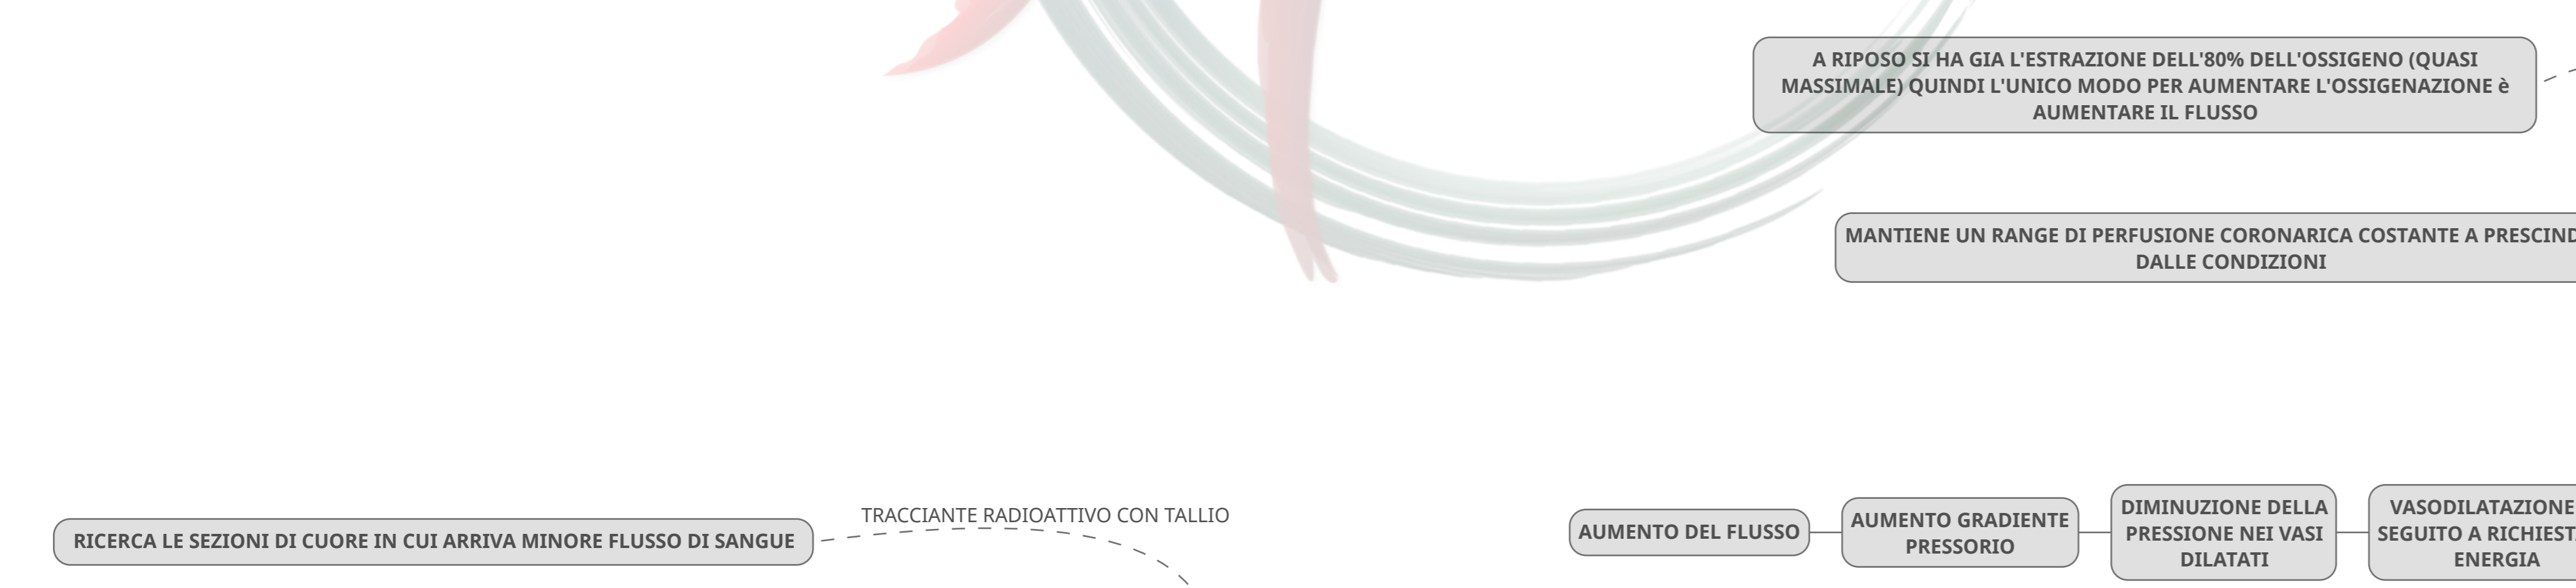 A RIPOSO SI HA GIA L'ESTRAZIONE DELL'80% DELL'OSSIGENO (QUASI
MASSIMALE) QUINDI L'UNICO MODO PER AUMENTARE L'OSSIGENAZIONE è
AUMENTARE IL FLUSSO
MANTIENE UN RANGE DI PERFUSIONE CORONARICA COSTANTE A
DALLE CONDIZIONI
TRACCIANTE RADIOATTIVO CON TALLIO
RICERCA LE SEZIONI DI CUORE IN CUI ARRIVA MINORE FLUSSO DI SANGUE
AUMENTO DEL FLUSSO
AUMENTO GRADIENTE
PRESSORIO
DIMINUZIONE DELLA
PRESSIONE NEI VASI
DILATATI
VASODILATAZIONE
SEGUITO A
ENERGIA